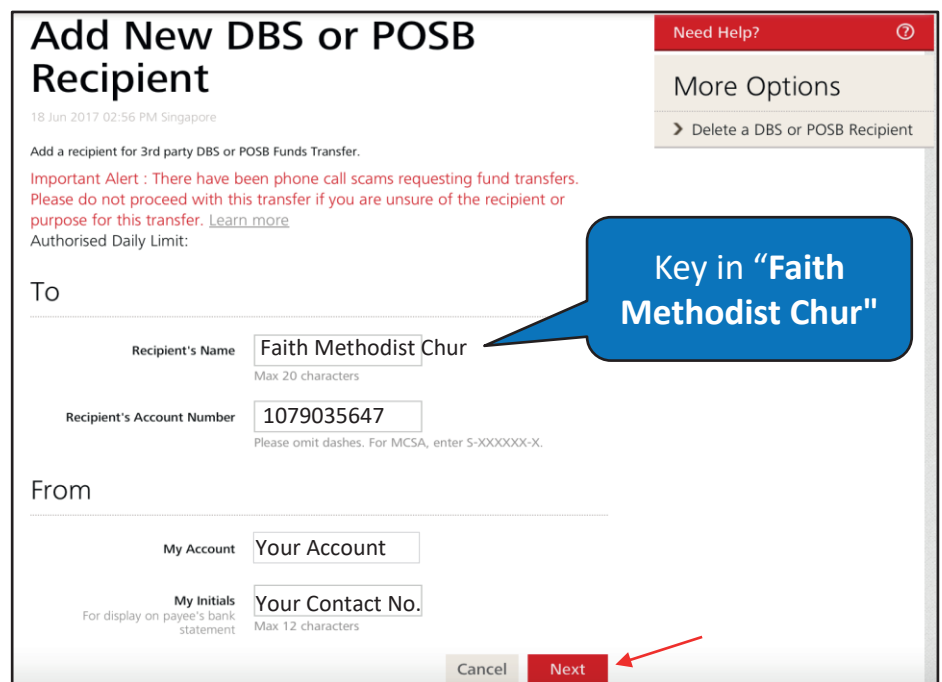 Add New DBS or POSB
Recipient
18 Jun 2017 02:56 PM Singapore
Add a recipient for 3rd party DBS or POSB Funds Transfer.
Important Alert : There have been phone call scams requesting fund transfers.
Please do not proceed with this transfer if you are unsure of the recipient or
purpose for this transfer. Learn more
Authorised Daily Limit:
Need Help?
More Options
Delete a DBS or POSB Recipient
Key in “Faith
Methodist Chur"
To
Recipient's Name Faith Methodist Chur
Max 20 characters
Recipient's Account Number 1079035647
Please omit dashes. For MCSA, enter S-XXXXXX-X.
From
My Account Your Account
My Initials Your Contact No.
For display on payee's bank
statement
Max 12 characters
Cancel Next